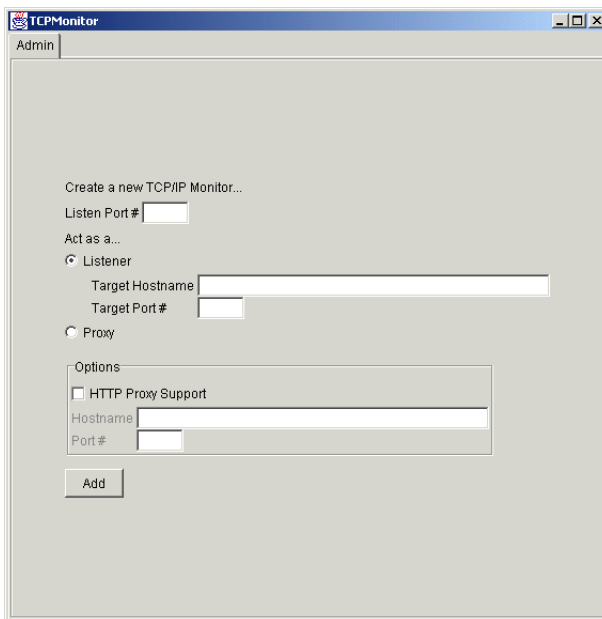 TCPMonitor
Admin
Create a new TCP/IP Monitor...
Listen Port #
Act as a...
Listener
Target Hostname
Target Port #
Proxy
Options
HTTP Proxy Support
Hostname
Port #
Add